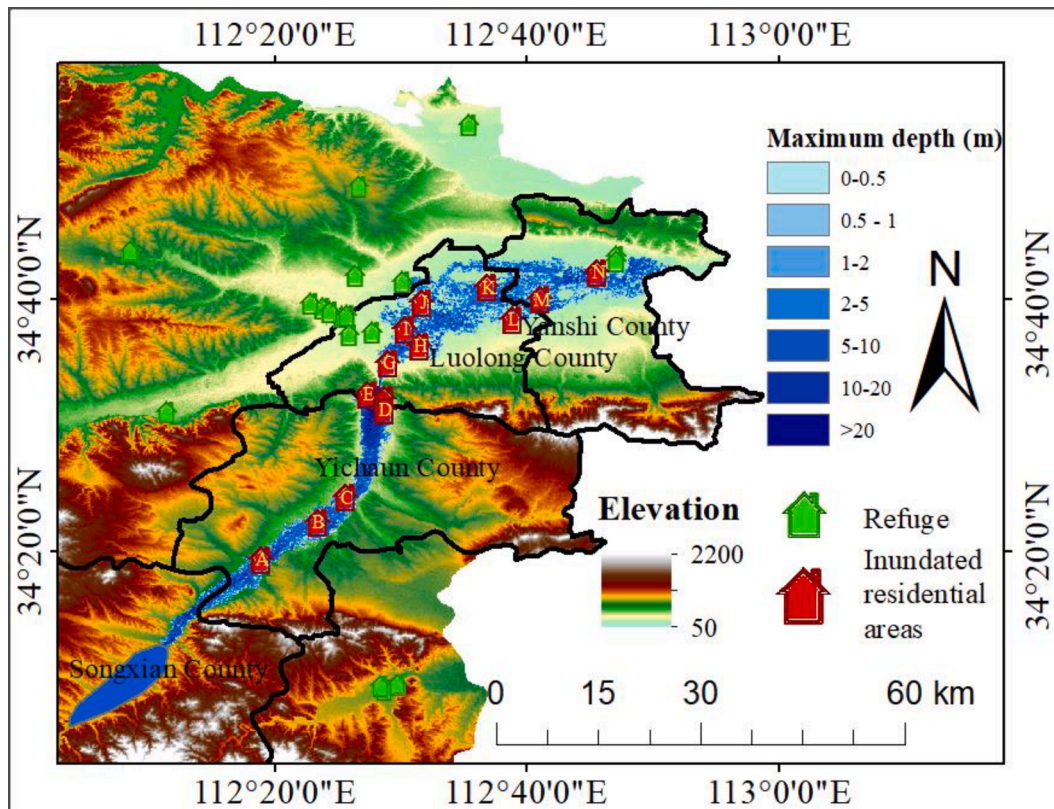 112°20'0"E 112°40'0"E 113°0'0"E
34°40'0"N
34°20'0"N
34°40'0"N
34°20'0"N
Maximum depth (m)
0-0.5
0.5 - 1
1-2
2-5
5-10
10-20
>20
N
N
K
M
J
L
Yanshi County
I
H
Luolong County
G
E
D
Yichaun County
C
B
A
Songxian County
Elevation
2200
50
Refuge
Inundated
residential
areas
0 15 30 60 km
112°20'0"E 112°40'0"E 113°0'0"E